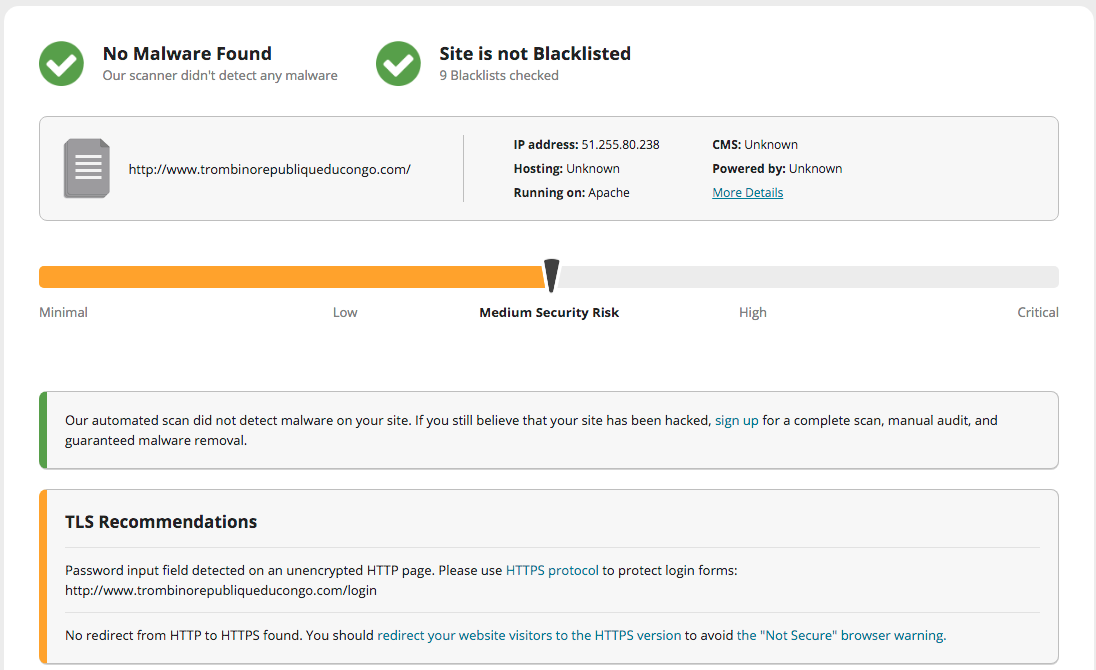 No Malware Found
Our scanner didn't detect any malware
Site is not Blacklisted
9 Blacklists checked
http://www.trombinorepubliqueducongo.com/
IP address: 51.255.80.238
Hosting: Unknown
Running on: Apache
CMS: Unknown
Powered by: Unknown
More Details
Minimal
Low
Medium Security Risk
High
Critical
Our automated scan did not detect malware on your site. If you still believe that your site has been hacked, sign up for a complete scan, manual audit, and
guaranteed malware removal.
TLS Recommendations
Password input field detected on an unencrypted HTTP page. Please use HTTPS protocol to protect login forms:
http://www.trombinorepubliqueducongo.com/login
No redirect from HTTP to HTTPS found. You should redirect your website visitors to the HTTPS version to avoid the "Not Secure" browser warning.